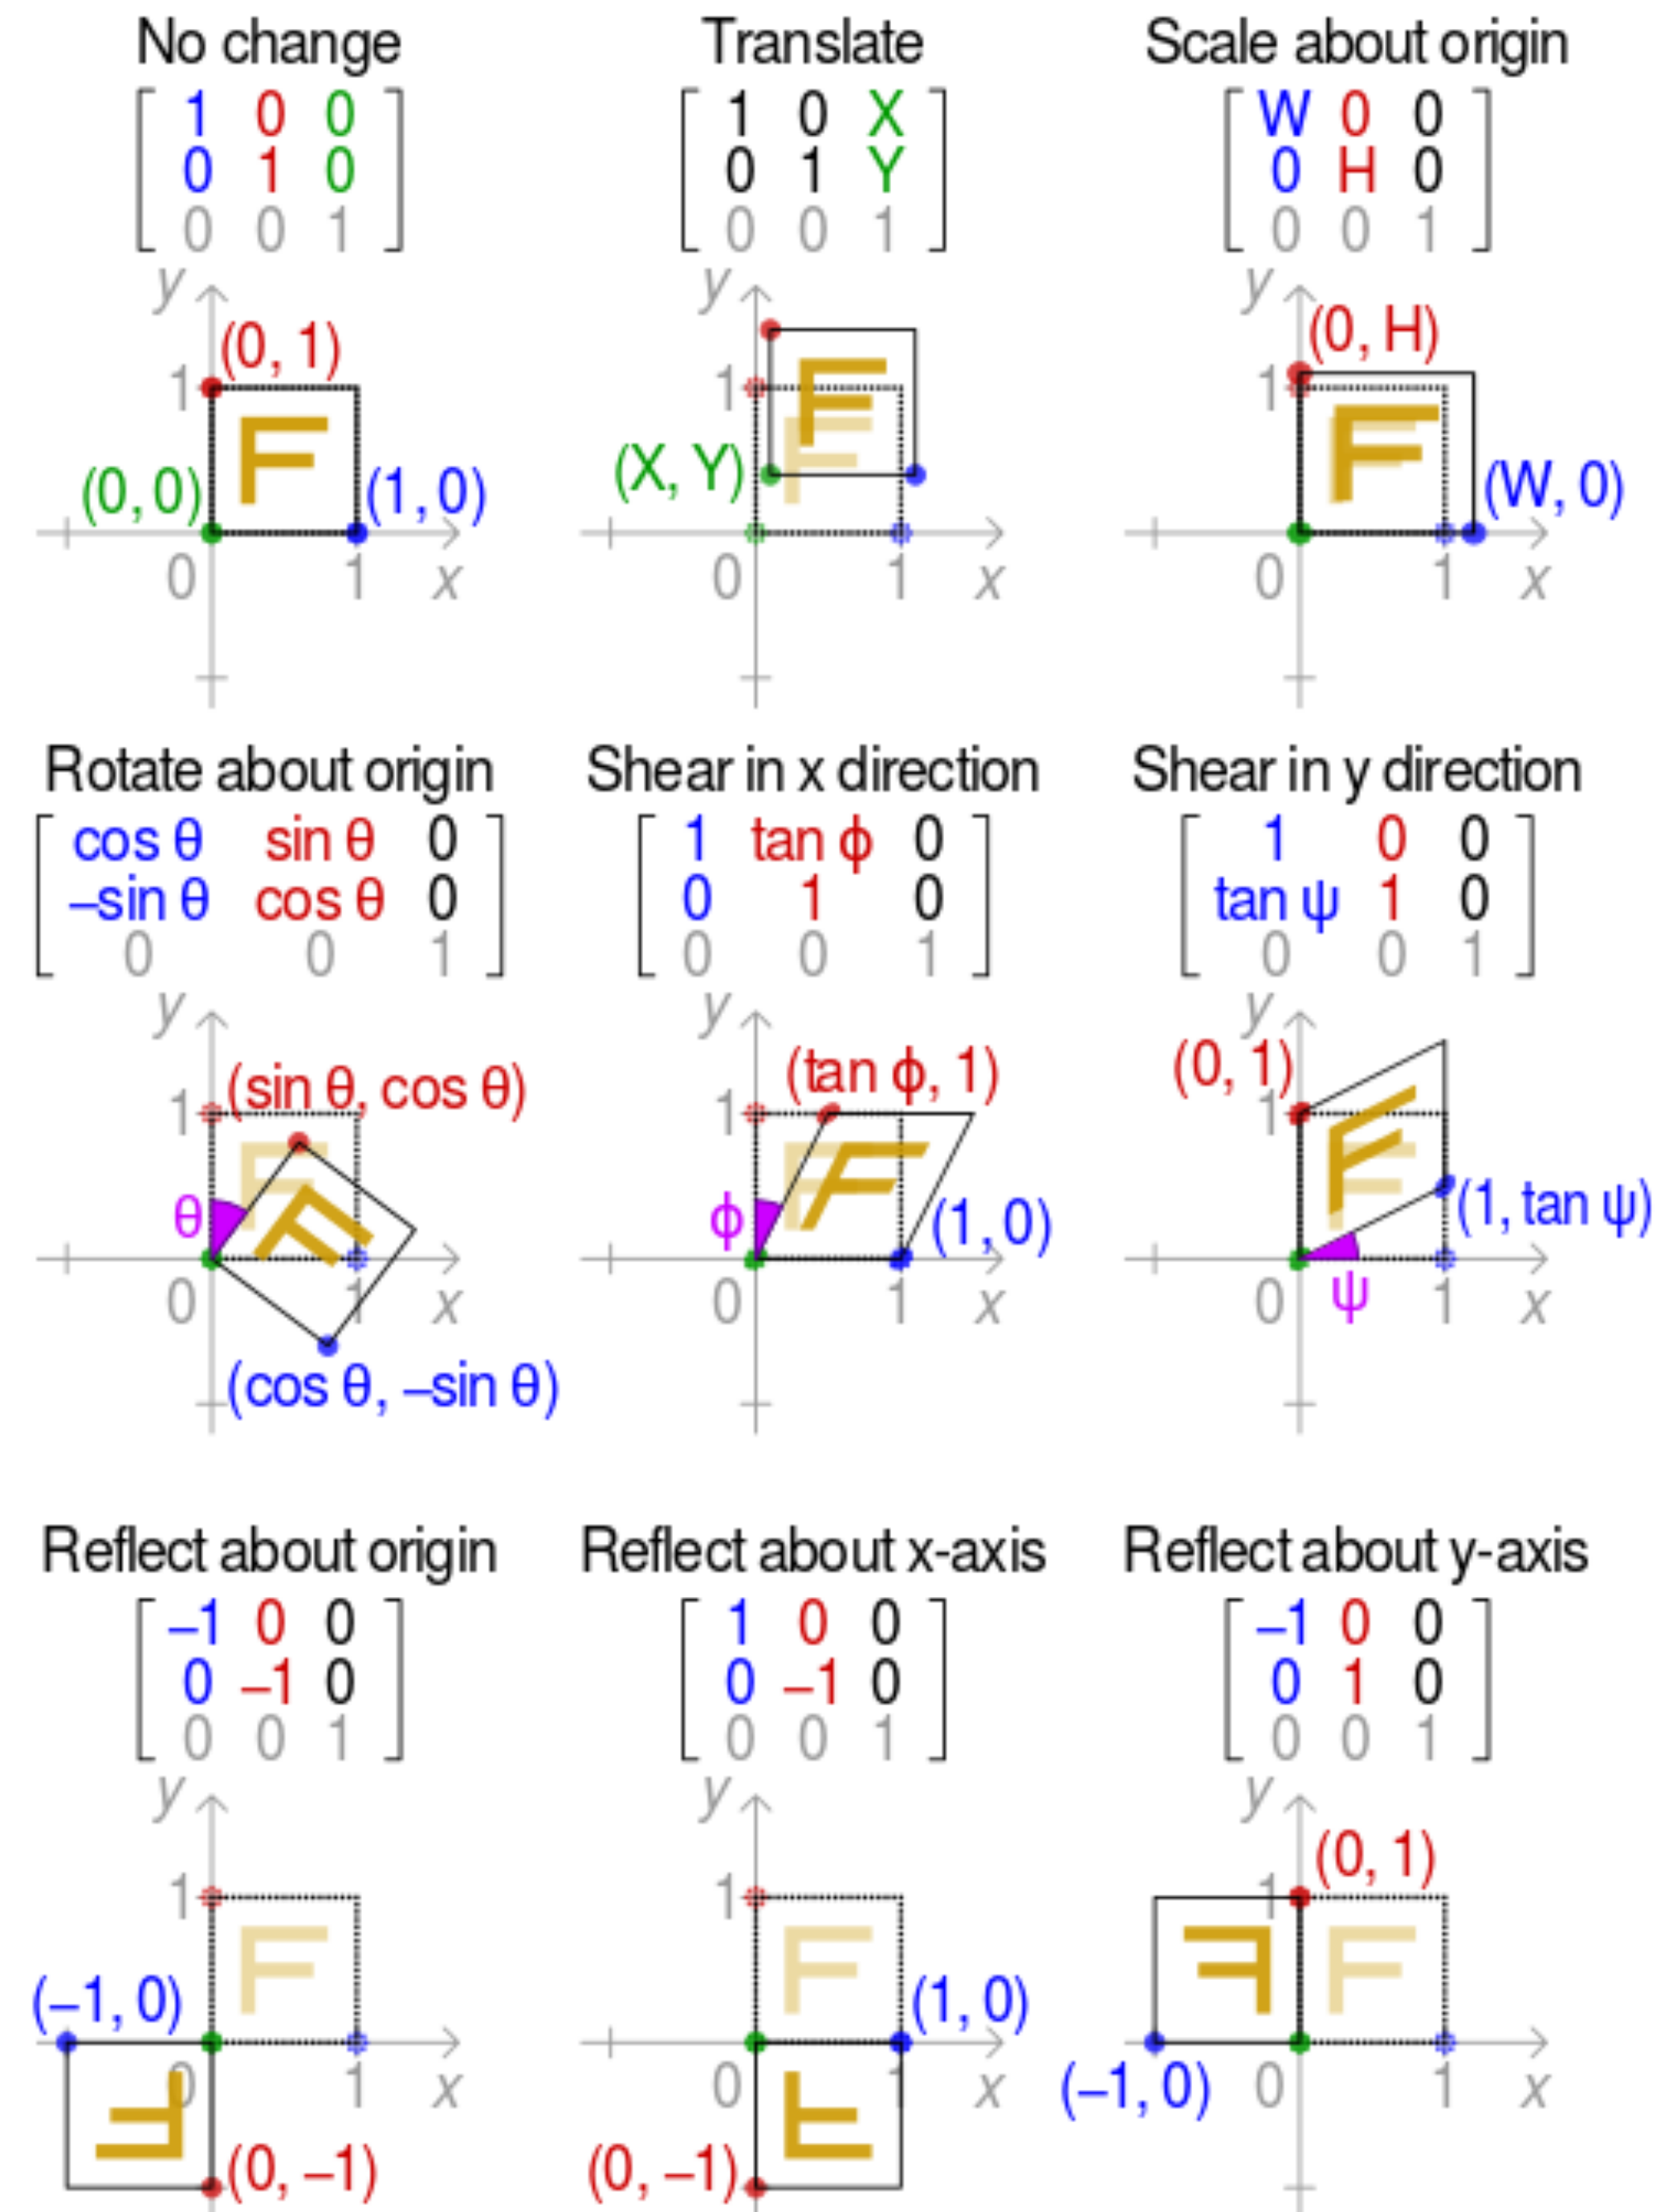 No change
Translate
Scale about origin
[ 1 0 0 ]
[ 0 1 0 ]
[ 0 0 1 ]
[ 1 0 X ]
[ 0 1 Y ]
[ 0 0 1 ]
[ W 0 0 ]
[ 0 H 0 ]
[ 0 0 1 ]
y
(0, 1)
1
F
(0, 0)
(1, 0)
0
1
x
y
1
F
F
(X, Y)
0
1
x
y
(0, H)
1
F
F
(W, 0)
0
1
x
Rotate about origin
Shear in x direction
Shear in y direction
[ cos θ sin θ 0 ]
[ –sin θ cos θ 0 ]
[ 0 0 1 ]
[ 1 tan ϕ 0 ]
[ 0 1 0 ]
[ 0 0 1 ]
[ 1 0 0 ]
[ tan ψ 1 0 ]
[ 0 0 1 ]
y
(sin θ, cos θ)
1
F
F
θ
0
1
x
(cos θ, –sin θ)
y
(tan ϕ, 1)
1
F
F
ϕ
(1, 0)
0
1
x
y
(0, 1)
1
F
F
(1, tan ψ)
0
ψ
1
x
Reflect about origin
Reflect about x-axis
Reflect about y-axis
[ –1 0 0 ]
[ 0 –1 0 ]
[ 0 0 1 ]
[ 1 0 0 ]
[ 0 –1 0 ]
[ 0 0 1 ]
[ –1 0 0 ]
[ 0 1 0 ]
[ 0 0 1 ]
y
1
F
(–1, 0)
0
1
x
F
(0, –1)
y
1
F
(1, 0)
0
1
x
F
(0, –1)
y
(0, 1)
1
F
F
(–1, 0)
0
1
x